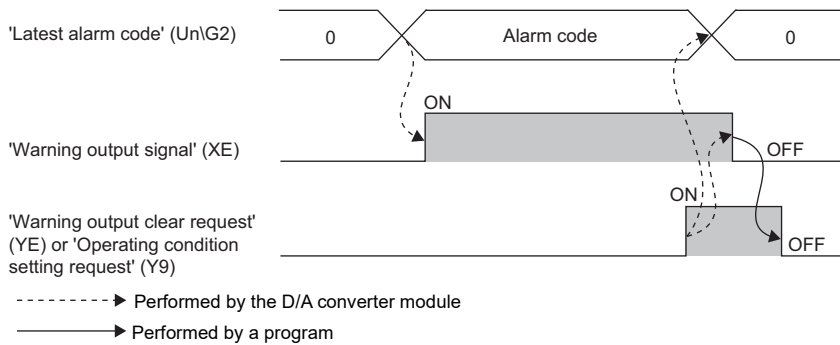 'Latest alarm code' (Un\G2)
0
Alarm code
0
ON
'Warning output signal' (XE)
OFF
ON
'Warning output clear request'
(YE) or 'Operating condition
setting request' (Y9)
OFF
Performed by the D/A converter module
Performed by a program